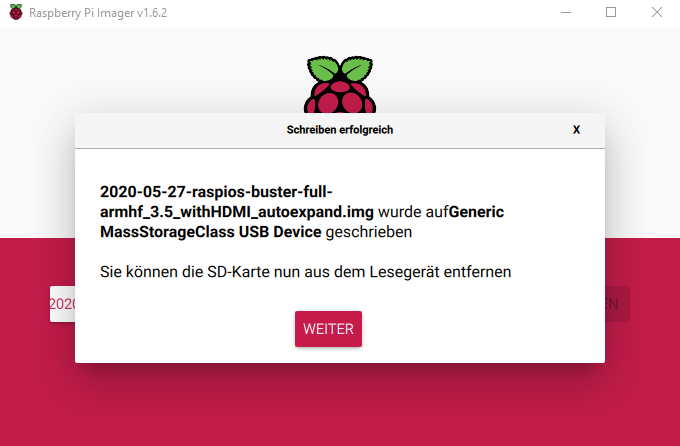 Raspberry Pi Imager v1.6.2
Schreiben erfolgreich X
2020-05-27-raspios-buster-full-
armhf_3.5_withHDMI_autoexpand.img wurde aufGeneric
MassStorageClass USB Device geschrieben
Sie können die SD-Karte nun aus dem Lesegerät entfernen
2020
EN
WEITER